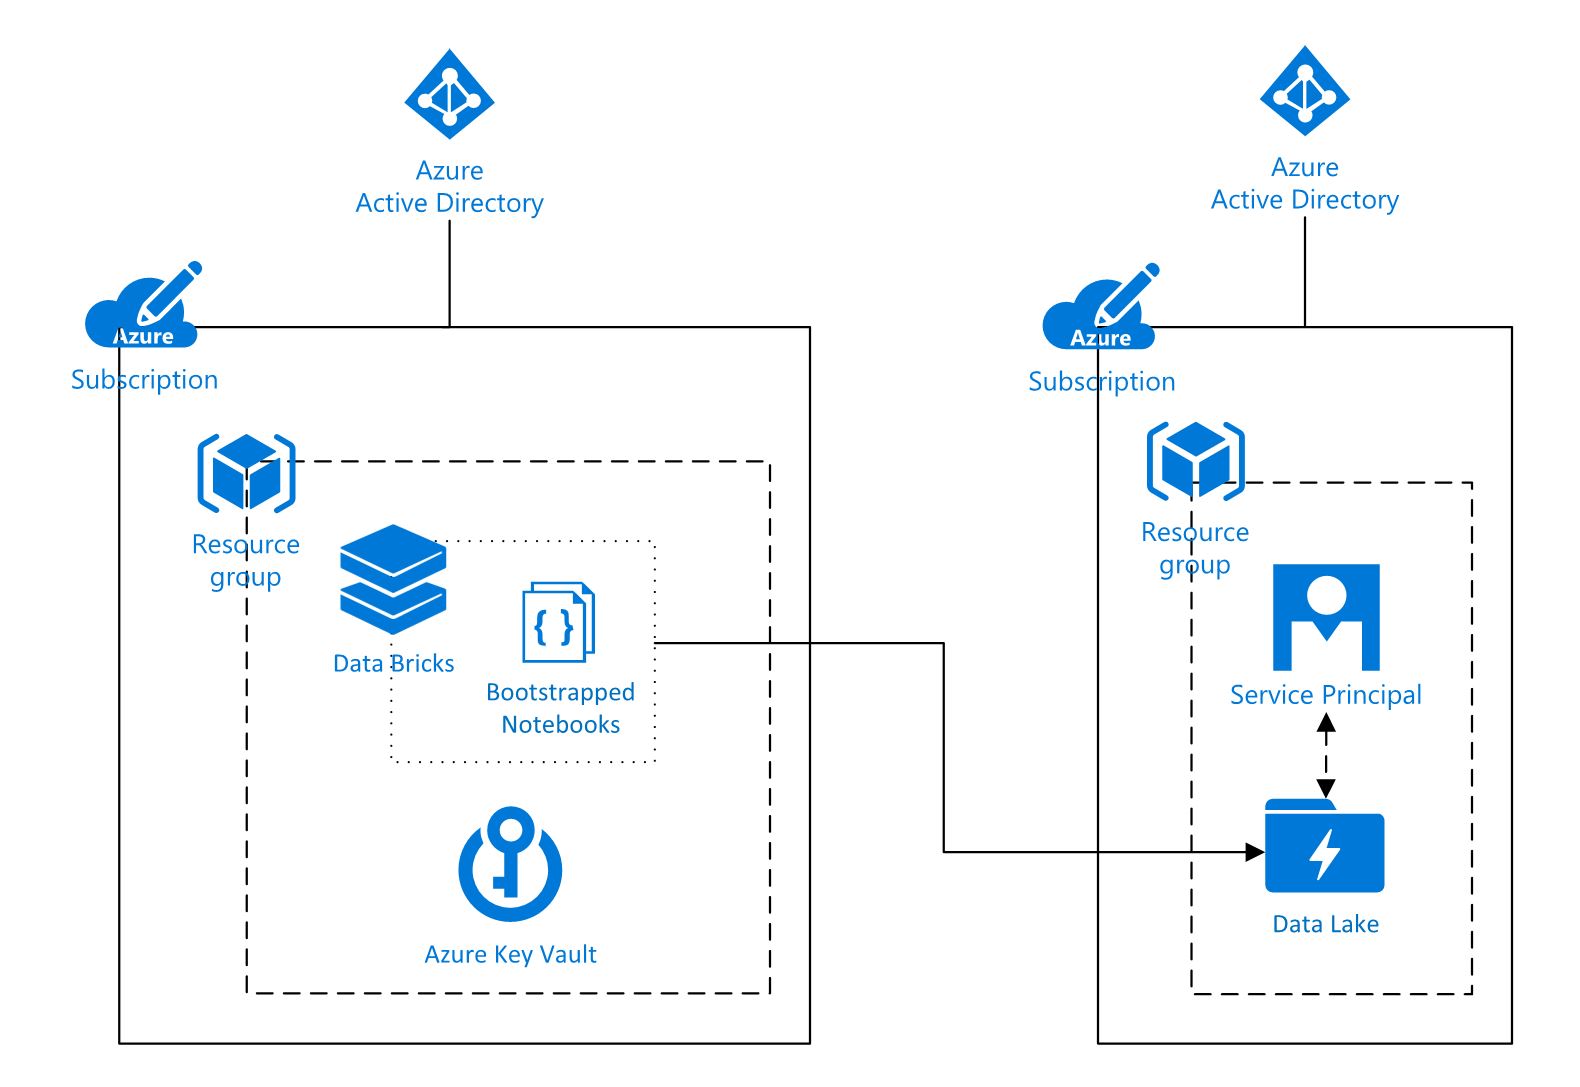 Azure
Active Directory
Azure
Active Directory
Azure
Subscription
Azure
Subscription
Resource
group
Data Bricks
{ }
Bootstrapped
Notebooks
Azure Key Vault
Resource
group
Service Principal
Data Lake